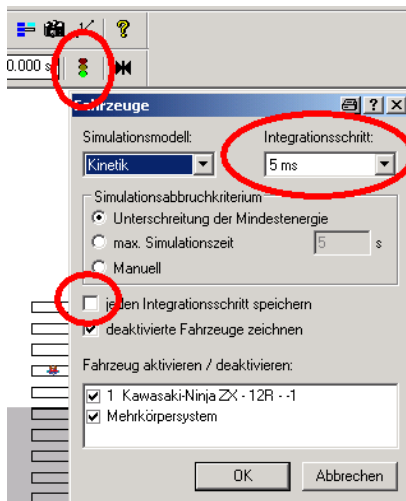 0.000 s
Fahrzeuge
Simulationsmodell: Integrationsschritt:
Kinetik 5 ms
Simulationsabbruchkriterium
Unterschreitung der Mindestenergie
max. Simulationszeit 5 s
Manuell
jeden Integrationsschritt speichern
deaktivierte Fahrzeuge zeichnen
Fahrzeug aktivieren / deaktivieren:
1 Kawasaki-Ninja ZX - 12R - -1
Mehrkörpersystem
OK Abbrechen